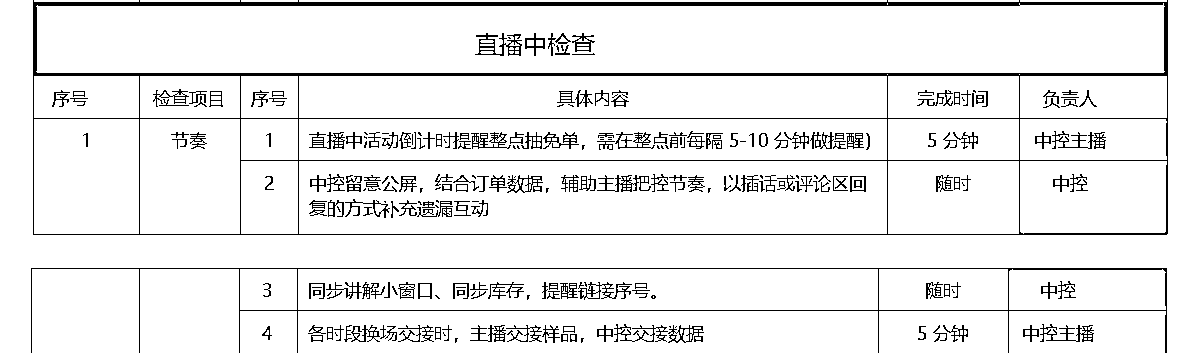 直播中检查
序号 检查项目 序号 具体内容 完成时间 负责人
1 节奏 1 直播中活动倒计时提醒整点抽免单，需在整点前每隔 5-10 分钟做提醒） 5 分钟 中控主播
2 中控留意公屏，结合订单数据，辅助主播把控节奏，以插话或评论区回 随时 中控
复的方式补充遗漏互动
3 同步讲解小窗口、同步库存，提醒链接序号。 随时 中控
4 各时段换场交接时，主播交接样品，中控交接数据 5 分钟 中控主播